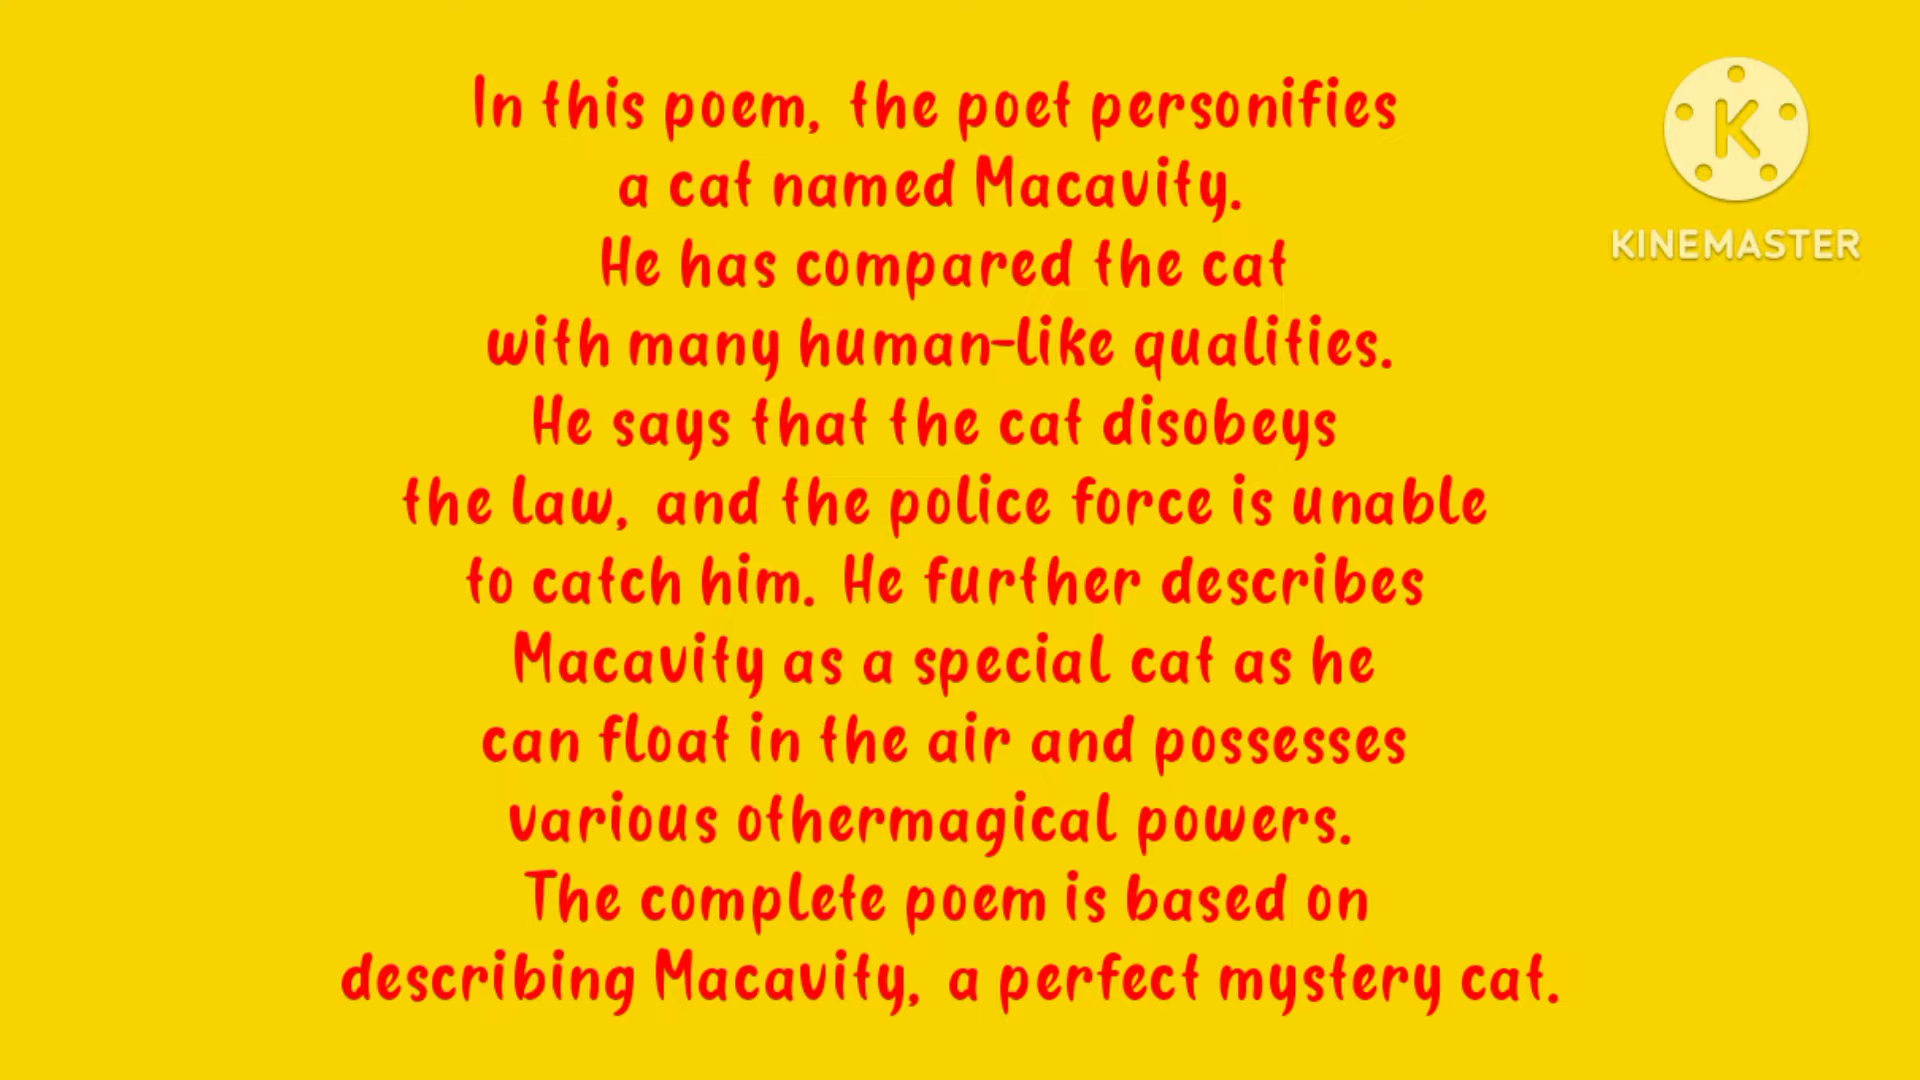 In this poem, the poet personifies
a cat named Macavity.
He has compared the cat
with many human-like qualities.
He says that the cat disobeys
the law, and the police force is unable
to catch him. He further describes
Macavity as a special cat as he
can float in the air and possesses
various othermagical powers.
The complete poem is based on
describing Macavity, a perfect mystery cat.
K
KINEMASTER